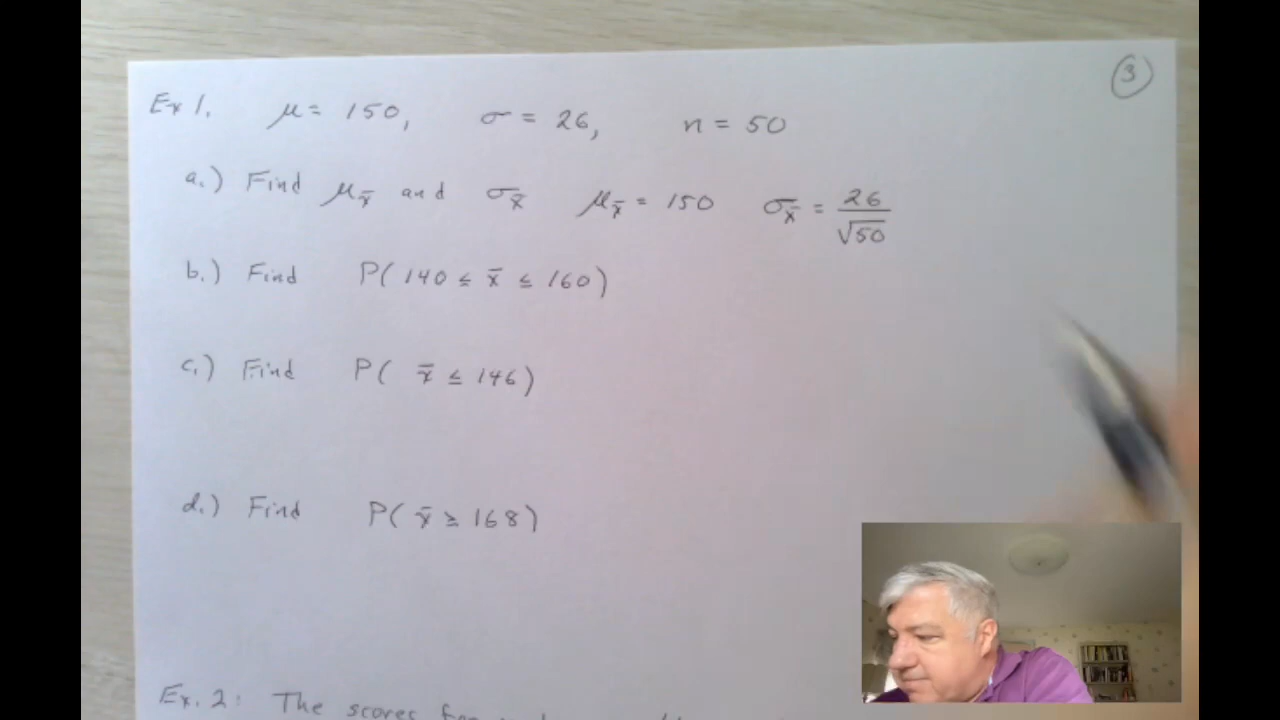 3
Ex 1. μ = 150, σ = 26, n = 50
a.) Find μx̄ and σx̄ μx̄ = 150 σx̄ = 26/√50
b.) Find P( 140 ≤ x̄ ≤ 160)
c.) Find P( x̄ ≤ 146)
d.) Find P( x̄ ≥ 168)
Ex. 2: The scores